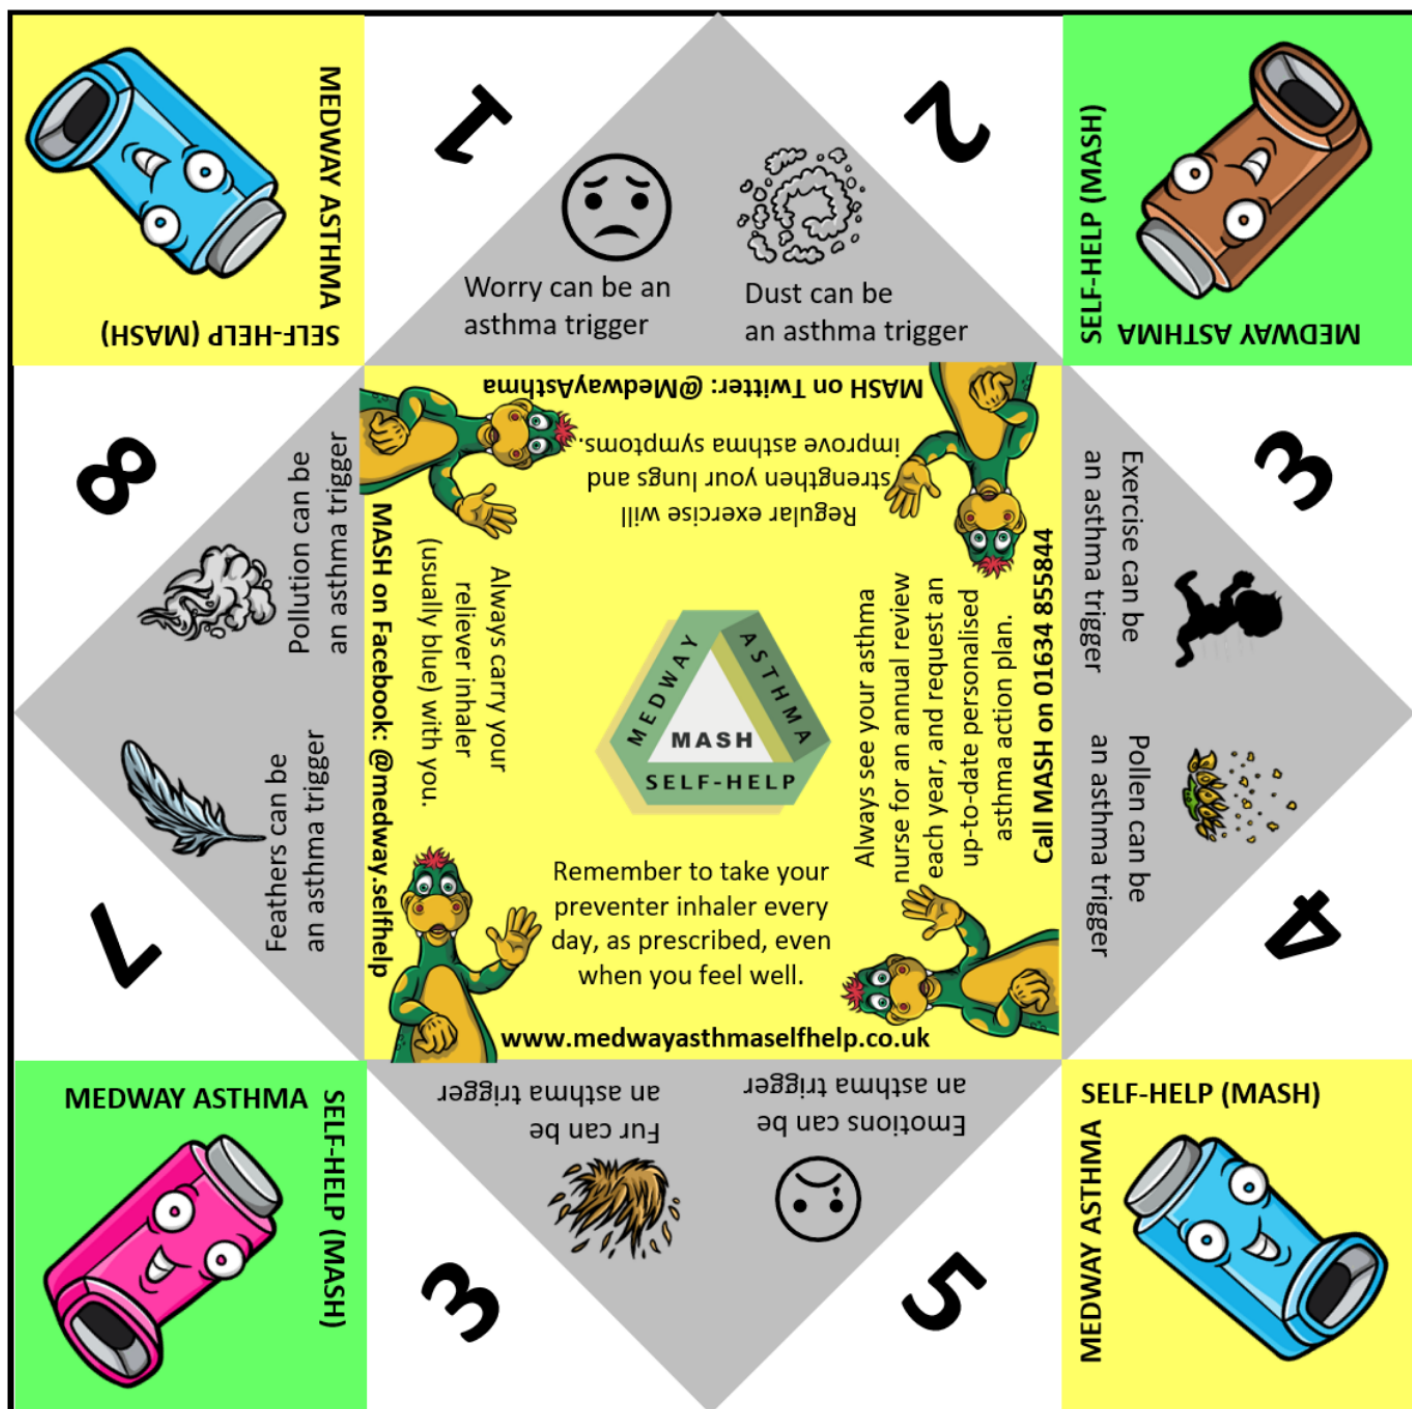 MEDWAY ASTHMA
SELF-HELP (MASH)
1
2
SELF-HELP (MASH)
MEDWAY ASTHMA
Worry can be an
asthma trigger
Dust can be
an asthma trigger
8
Pollution can be
an asthma trigger
7
Feathers can be
an asthma trigger
MASH on Twitter: @MedwayAsthma
Regular exercise will
strengthen your lungs and
improve asthma symptoms.
MASH on Facebook: @medway.selfhelp
Always carry your
reliever inhaler
(usually blue) with you.
MEDWAY
ASTHMA
MASH
SELF-HELP
Always see your asthma
nurse for an annual review
each year, and request an
up-to-date personalised
asthma action plan.
Call MASH on 01634 855844
Remember to take your
preventer inhaler every
day, as prescribed, even
when you feel well.
www.medwayasthmaselfhelp.co.uk
3
Exercise can be
an asthma trigger
4
Pollen can be
an asthma trigger
MEDWAY ASTHMA
SELF-HELP (MASH)
3
Fur can be
an asthma trigger
5
Emotions can be
an asthma trigger
SELF-HELP (MASH)
MEDWAY ASTHMA